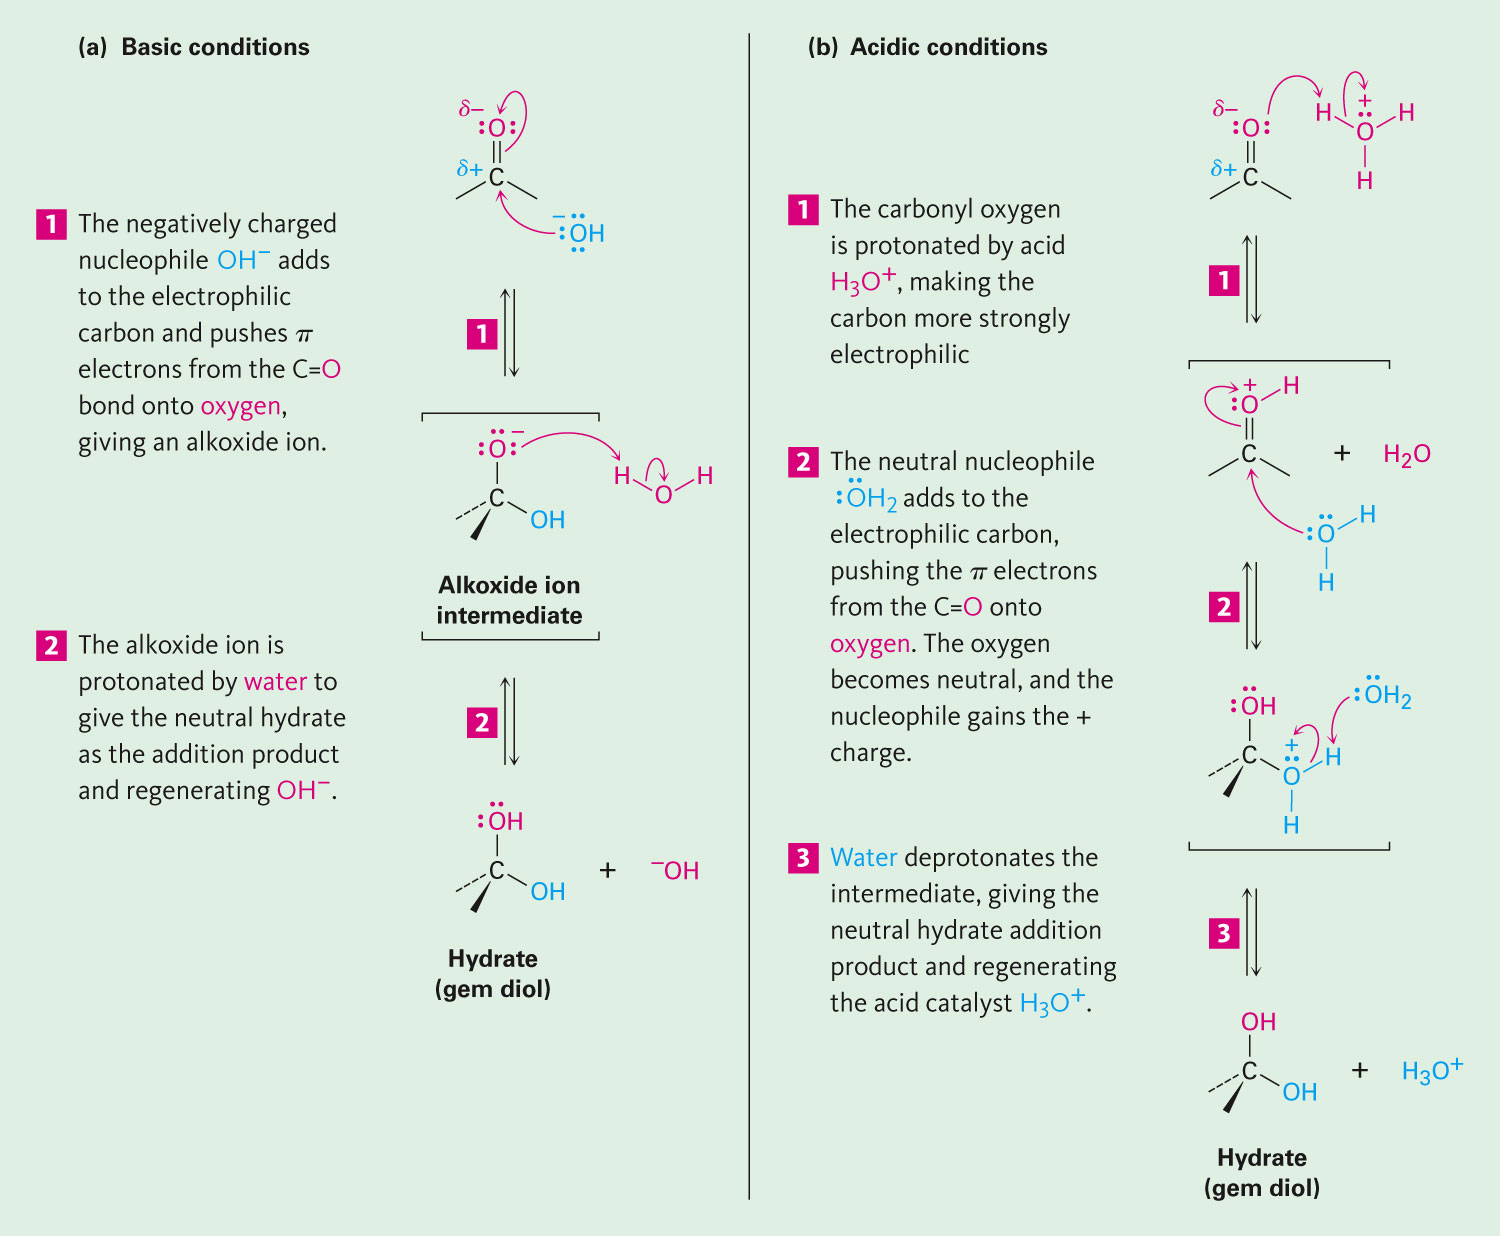 (a) Basic conditions
δ−
:O:
δ+
C
−
:ÖH
1 The negatively charged
nucleophile OH⁻ adds
to the electrophilic
carbon and pushes π
electrons from the C=O
bond onto oxygen,
giving an alkoxide ion.
1
:Ö:⁻
H O H
C
OH
Alkoxide ion
intermediate
2 The alkoxide ion is
protonated by water to
give the neutral hydrate
as the addition product
and regenerating OH⁻.
2
:ÖH
C
OH
+ ⁻OH
Hydrate
(gem diol)
(b) Acidic conditions
δ−
:O:
δ+
C
+
H Ö H
H
1 The carbonyl oxygen
is protonated by acid
H₃O⁺, making the
carbon more strongly
electrophilic
1
+
:O H
C
+ H₂O
:Ö H
H
2 The neutral nucleophile
:ÖH₂ adds to the
electrophilic carbon,
pushing the π electrons
from the C=O onto
oxygen. The oxygen
becomes neutral, and the
nucleophile gains the +
charge.
2
:ÖH
:ÖH₂
+
C Ö H
H
3 Water deprotonates the
intermediate, giving the
neutral hydrate addition
product and regenerating
the acid catalyst H₃O⁺.
3
OH
C
OH
+ H₃O⁺
Hydrate
(gem diol)